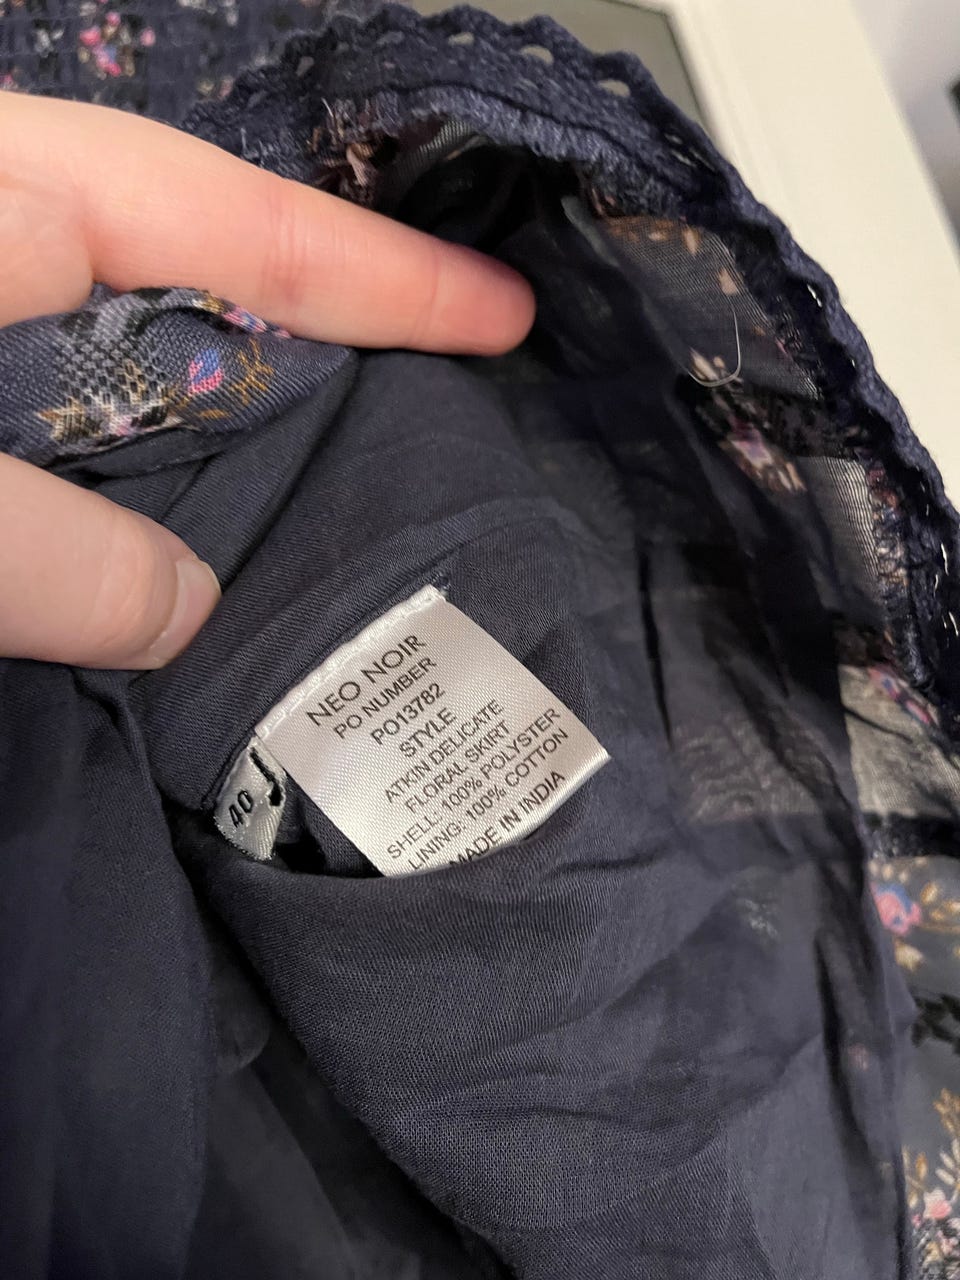 NEO NOIR
PO NUMBER
PO13782
STYLE
ATKIN DELICATE
FLORAL SKIRT
SHELL: 100% POLYSTER
LINING: 100% COTTON
MADE IN INDIA
40